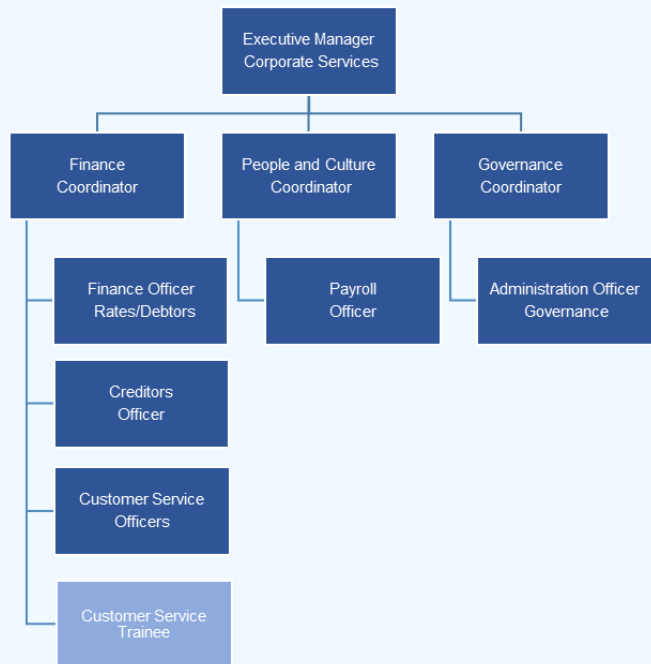 Executive Manager
Corporate Services
Finance
Coordinator
People and Culture
Coordinator
Governance
Coordinator
Finance Officer
Rates/Debtors
Payroll
Officer
Administration Officer
Governance
Creditors
Officer
Customer Service
Officers
Customer Service
Trainee